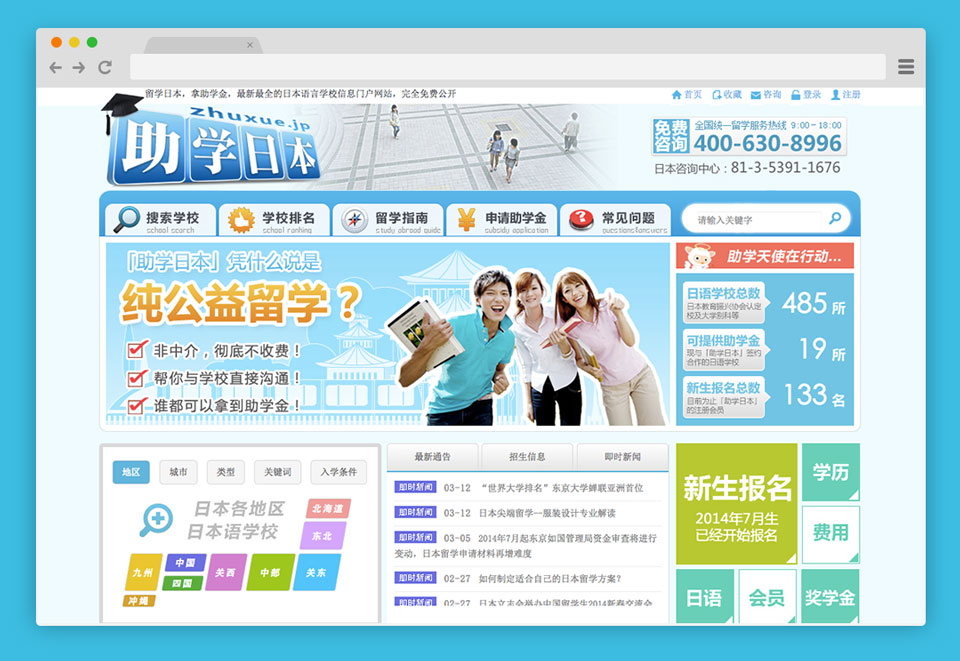 留学日本，拿助学金，最新最全的日本语言学校信息门户网站，完全免费公开
首页 收藏 咨询 登录 注册
zhuxue.jp
助学日本
免费咨询
全国统一留学服务热线 9:00-18:00
400-630-8996
日本咨询中心：81-3-5391-1676
搜索学校
school search
学校排名
school ranking
留学指南
study abroad guide
申请助学金
subsidy application
常见问题
questions&answers
请输入关键字
「助学日本」凭什么说是
纯公益留学？
非中介，彻底不收费！
帮你与学校直接沟通！
谁都可以拿到助学金！
助学天使在行动...
日语学校总数
日本教育振兴协会认定
校及大学别科等
485 所
可提供助学金
现与「助学日本」签约
合作的日语学校
19 所
新生报名总数
目前为止「助学日本」
的注册会员
133 名
地区 城市 类型 关键词 入学条件
日本各地区
日本语学校
北海道
东北
九州
中国
四国
关西
中部
关东
冲绳
最新通告 招生信息 即时新闻
即时新闻 03-12 “世界大学排名”东京大学蝉联亚洲首位
即时新闻 03-12 日本尖端留学—服装设计专业解读
即时新闻 03-05 2014年7月起东京如国管理局资金审查将进行
变动，日本留学申请材料再增难度
即时新闻 02-27 如何制定适合自己的日本留学方案？
即时新闻 02-27 日本立志会举办中国留学生2014新春交流会
新生报名
2014年7月生
已经开始报名
学历
费用
日语
会员
奖学金